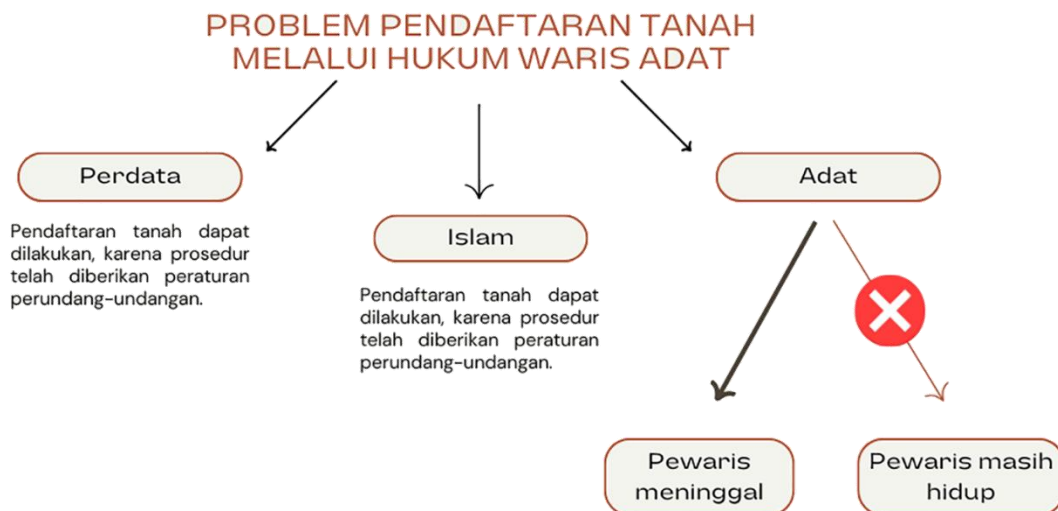 PROBLEM PENDAFTARAN TANAH
MELALUI HUKUM WARIS ADAT
Perdata
Pendaftaran tanah dapat
dilakukan, karena prosedur
telah diberikan peraturan
perundang-undangan.
Islam
Pendaftaran tanah dapat
dilakukan, karena prosedur
telah diberikan peraturan
perundang-undangan.
Adat
Pewaris
meninggal
Pewaris masih
hidup